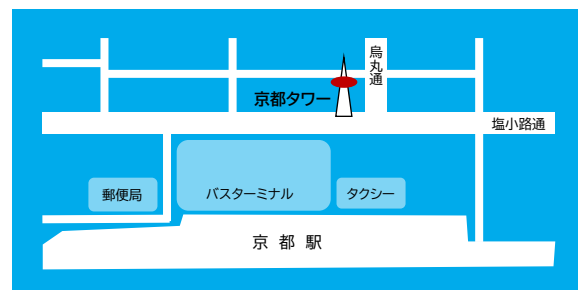 烏丸通
京都タワー
塩小路通
郵便局
バスターミナル
タクシー
京都駅